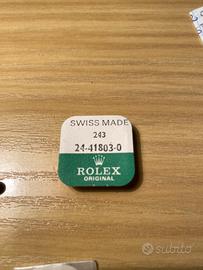 SWISS MADE
243
24-41803-0
ROLEX
ORIGINAL
subito